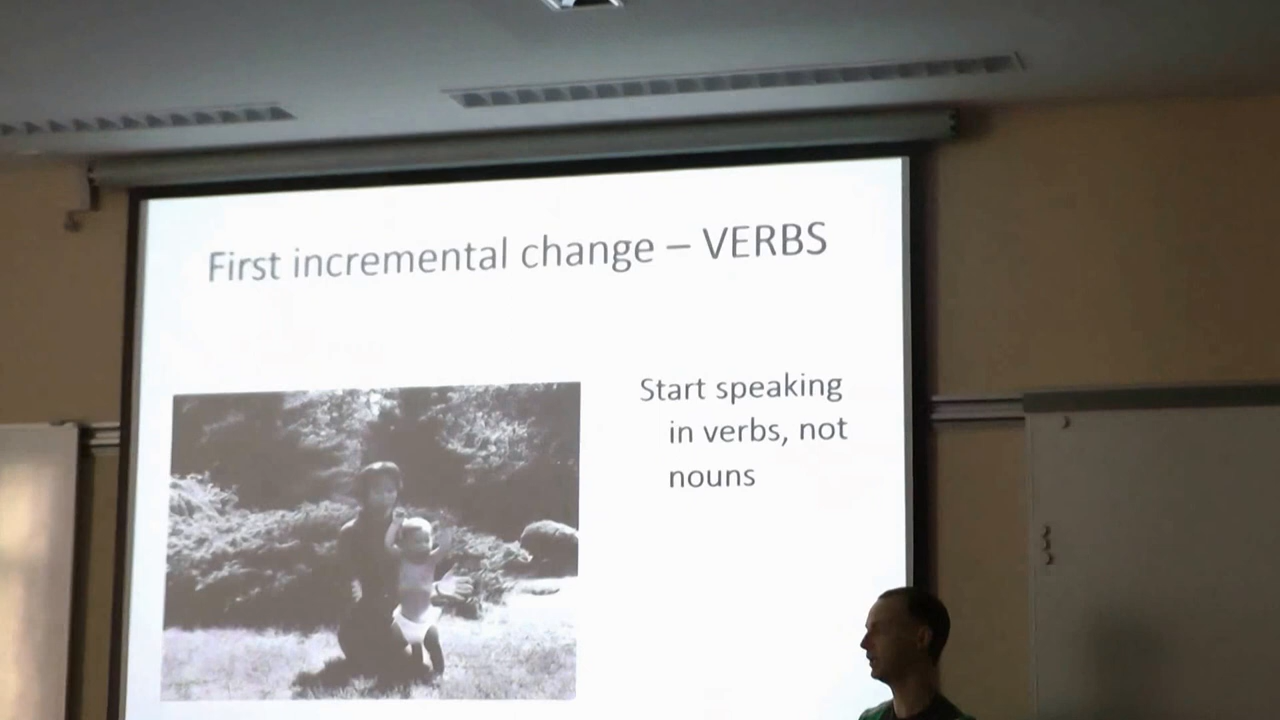 First incremental change – VERBS
Start speaking
in verbs, not
nouns